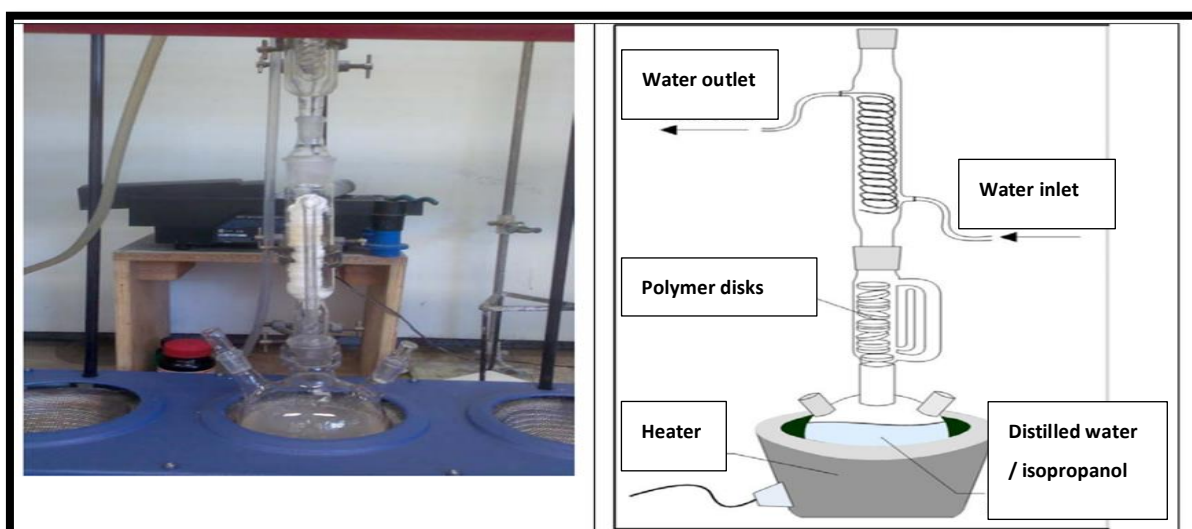 Water outlet
Water inlet
Polymer disks
Heater
Distilled water
/ isopropanol